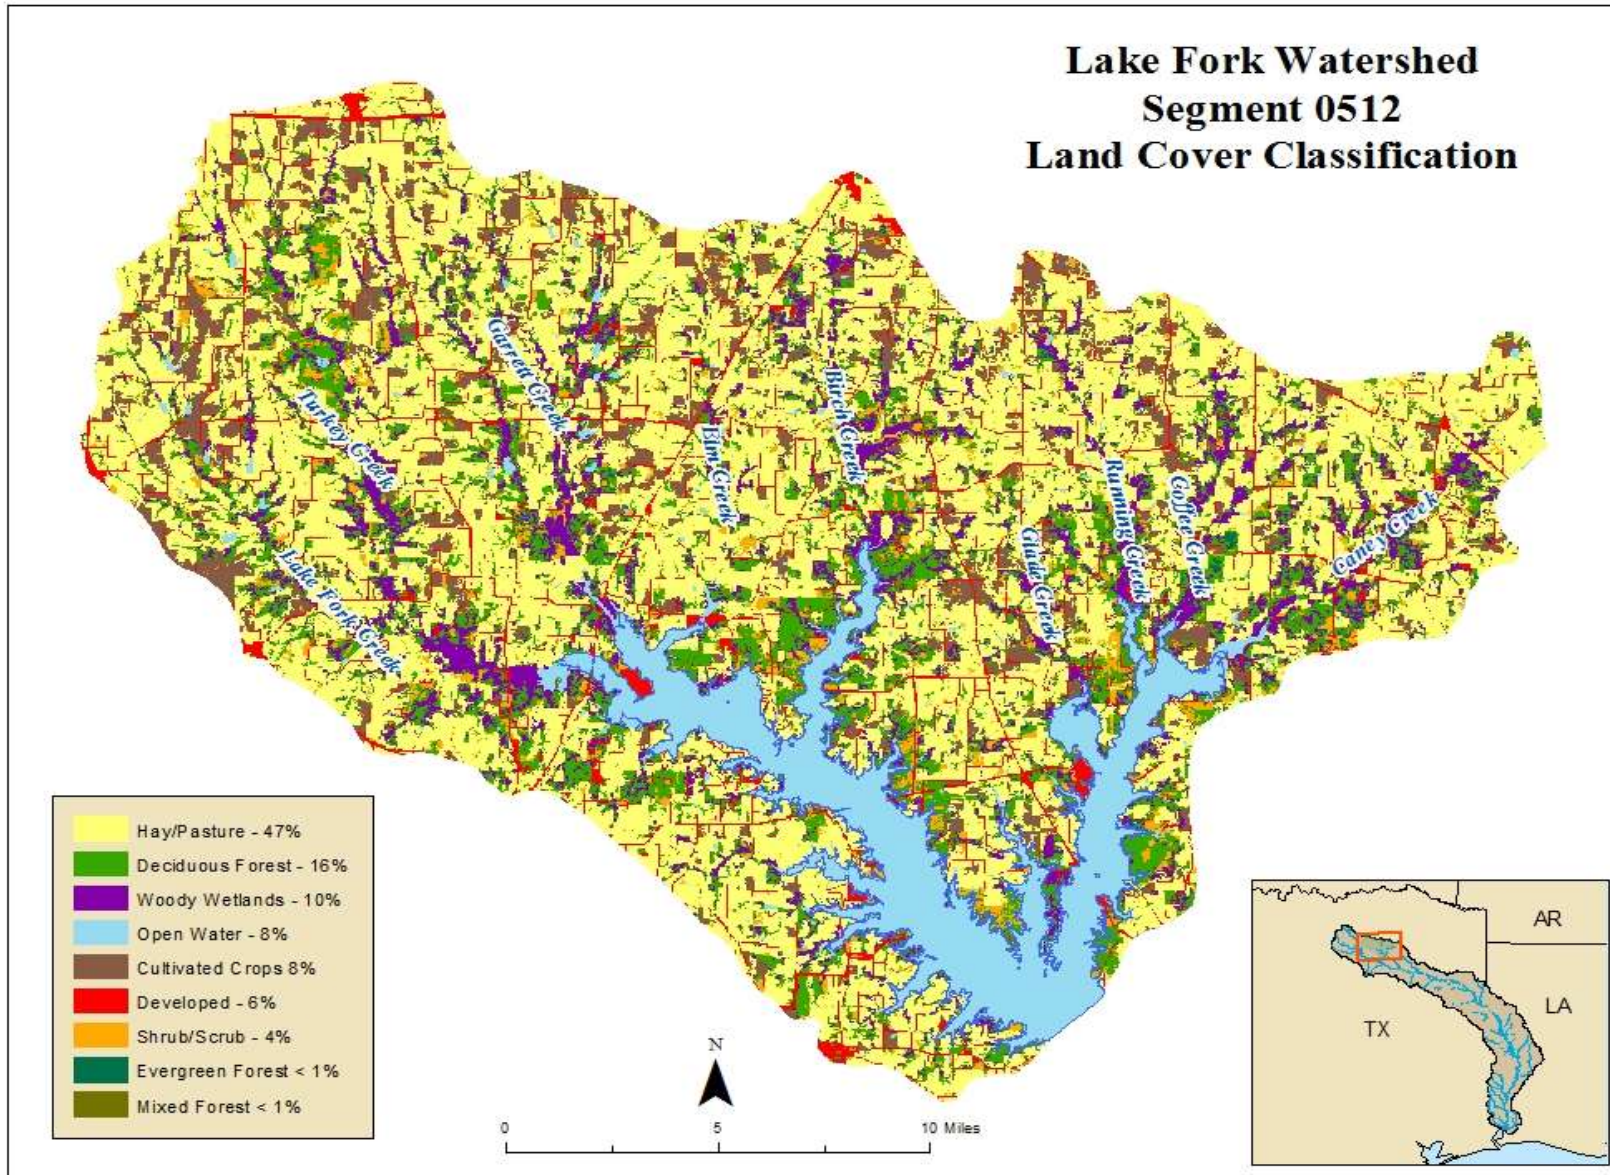 Lake Fork Watershed
Segment 0512
Land Cover Classification
Garrett Creek
Turkey Creek
Elm Creek
Birch Creek
Running Creek
Coffee Creek
Caney Creek
Glade Creek
Lake Fork Creek
Hay/Pasture - 47%
Deciduous Forest - 16%
Woody Wetlands - 10%
Open Water - 8%
Cultivated Crops 8%
Developed - 6%
Shrub/Scrub - 4%
Evergreen Forest < 1%
Mixed Forest < 1%
N
0 5 10 Miles
AR
LA
TX